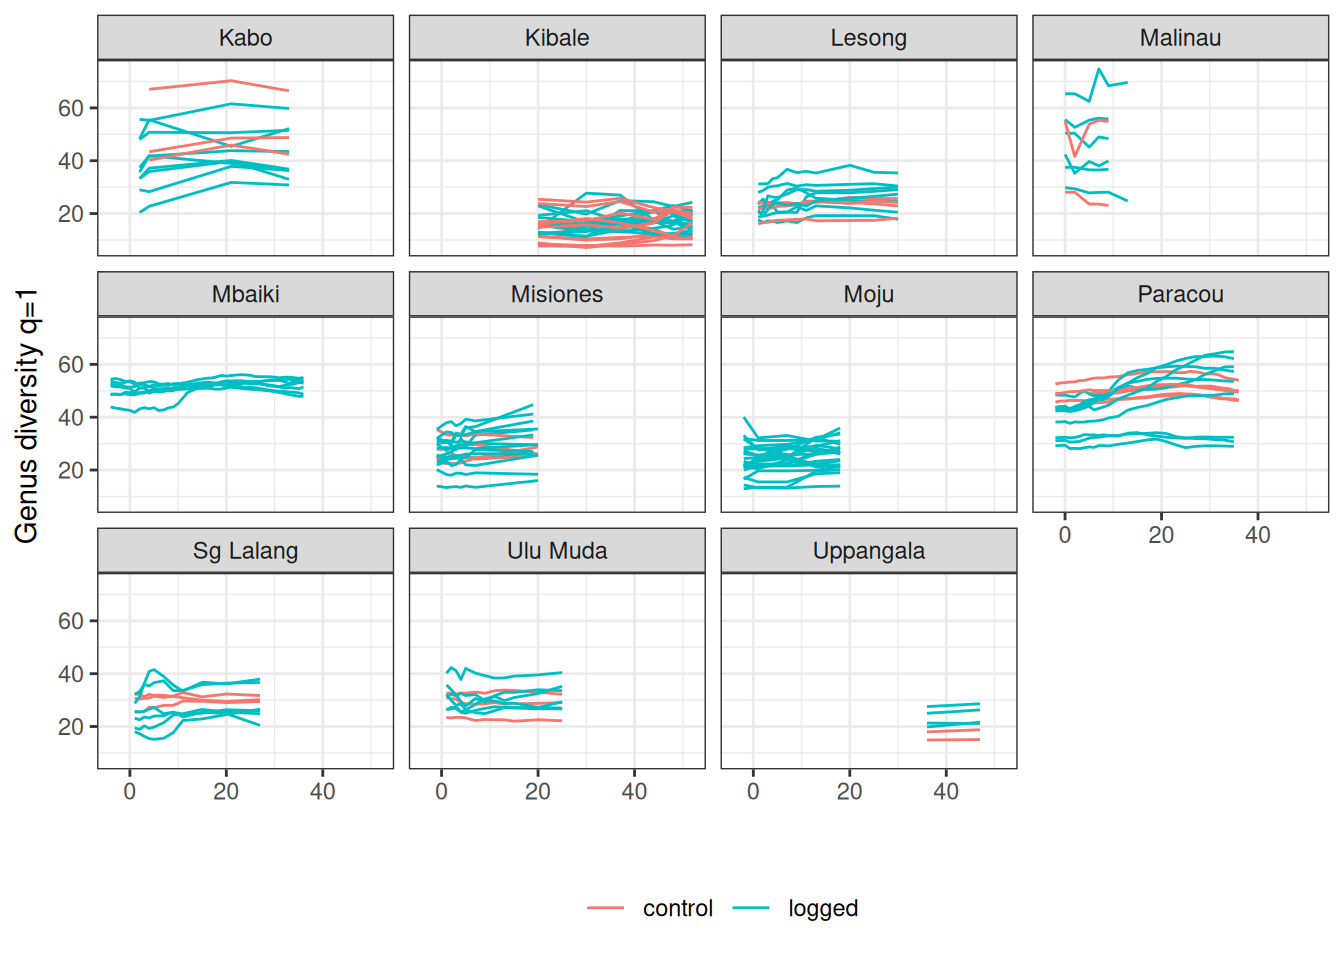 Kabo Kibale Lesong Malinau
60
40
20
Mbaiki Misiones Moju Paracou
Genus diversity q=1
60
40
20
0 20 40
Sg Lalang Ulu Muda Uppangala
60
40
20
0 20 40 0 20 40 0 20 40
control logged